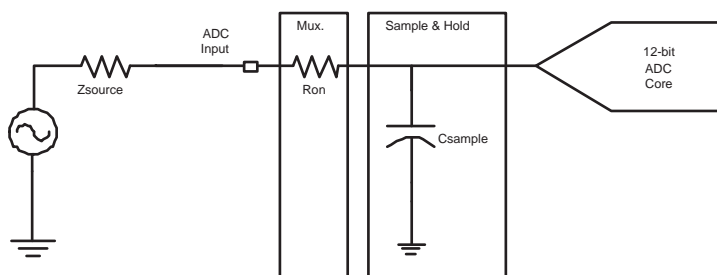 Mux.
Sample & Hold
ADC
Input
12-bit
ADC
Core
Zsource
Ron
Csample